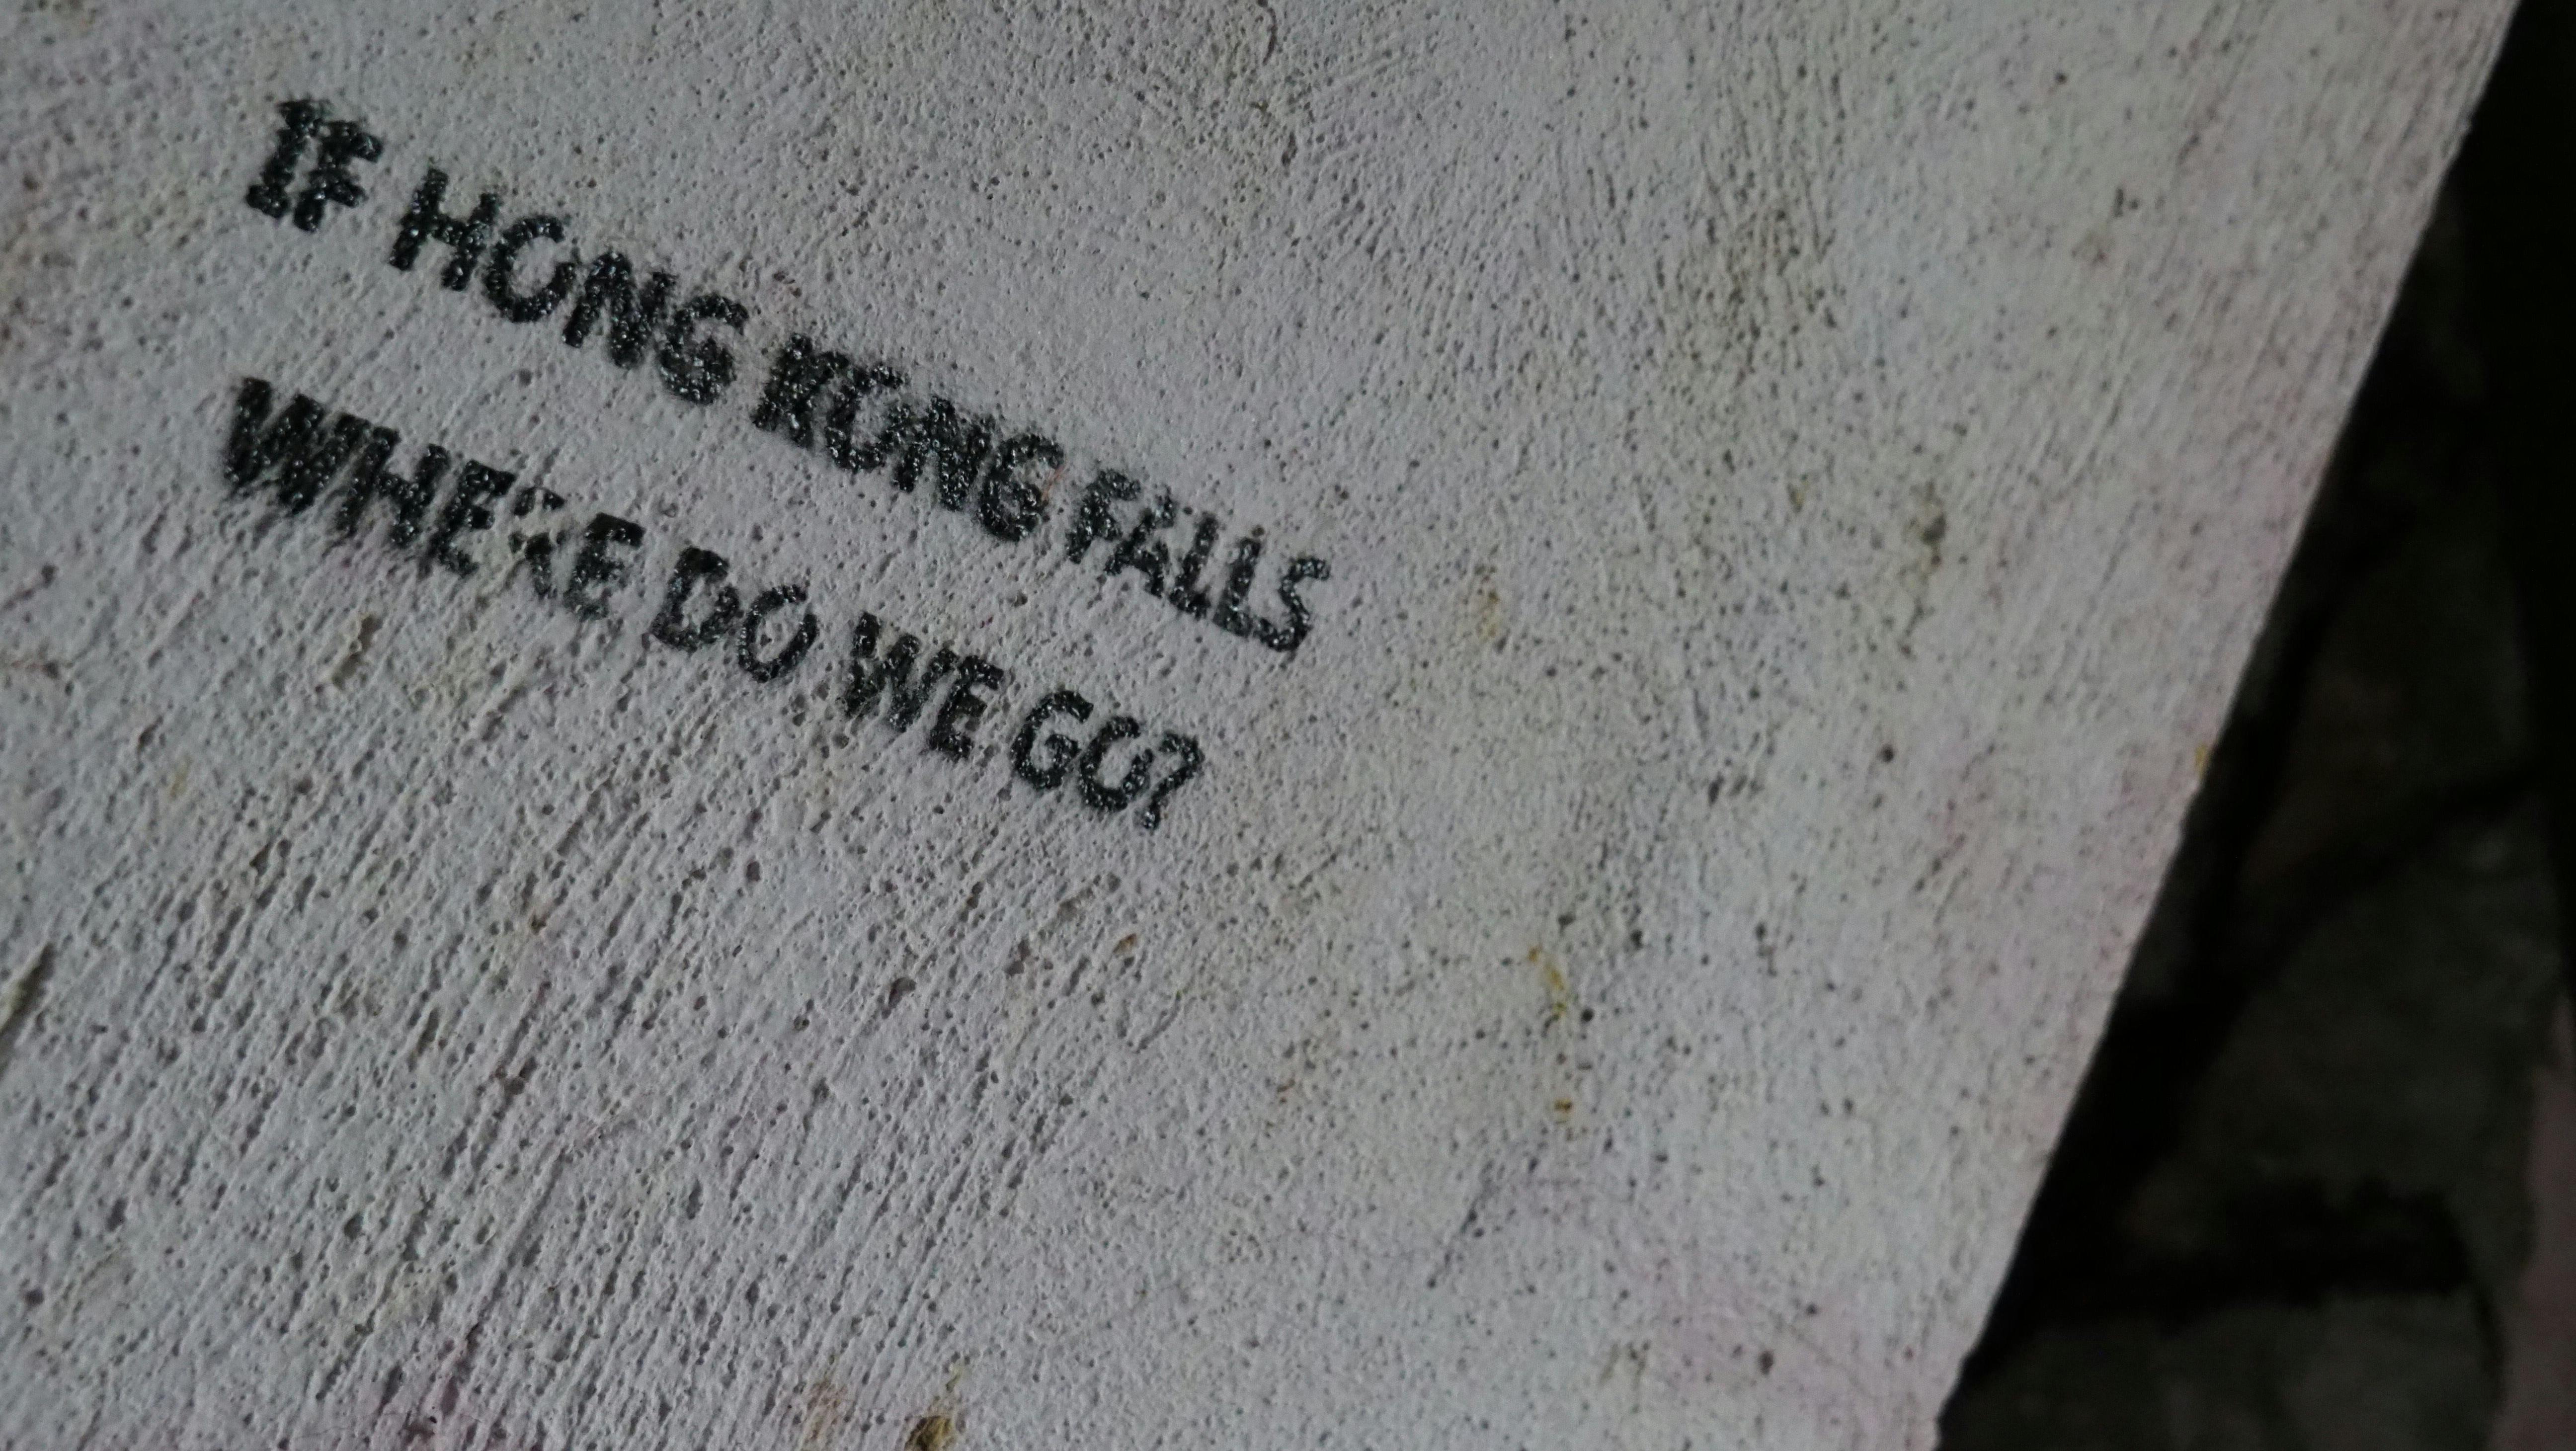 IF HONG KONG FALLS
WHERE DO WE GO?